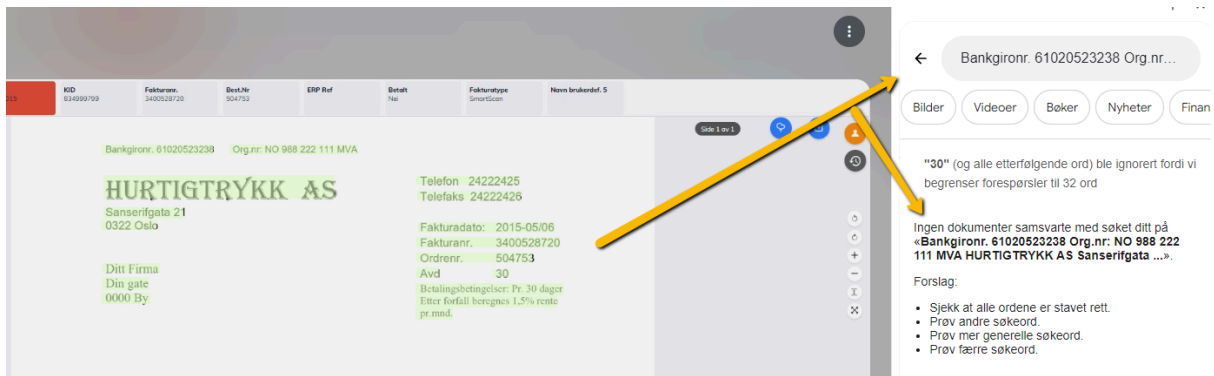 Bankgironr. 61020523238 Org.nr...
KID Fakturanr. Best.Nr ERP Ref Betalt Fakturatype Navn brukerdef. 5
015 834999799 3400528720 504753 Nei SmartScan
Bilder Videoer Bøker Nyheter Finan
Side 1 av 1
Bankgironr. 61020523238 Org.nr: NO 988 222 111 MVA
HURTIGTRYKK AS
Sanserifgata 21
0322 Oslo
Ditt Firma
Din gate
0000 By
Telefon 24222425
Telefaks 24222426
Fakturadato: 2015-05/06
Fakturanr. 3400528720
Ordrenr. 504753
Avd 30
Betalingsbetingelser: Pr. 30 dager
Etter forfall beregnes 1,5% rente
pr.mnd.
"30" (og alle etterfølgende ord) ble ignorert fordi vi
begrenser forespørsler til 32 ord
Ingen dokumenter samsvarte med søket ditt på
«Bankgironr. 61020523238 Org.nr: NO 988 222
111 MVA HURTIGTRYKK AS Sanserifgata ...».
Forslag:
• Sjekk at alle ordene er stavet rett.
• Prøv andre søkeord.
• Prøv mer generelle søkeord.
• Prøv færre søkeord.